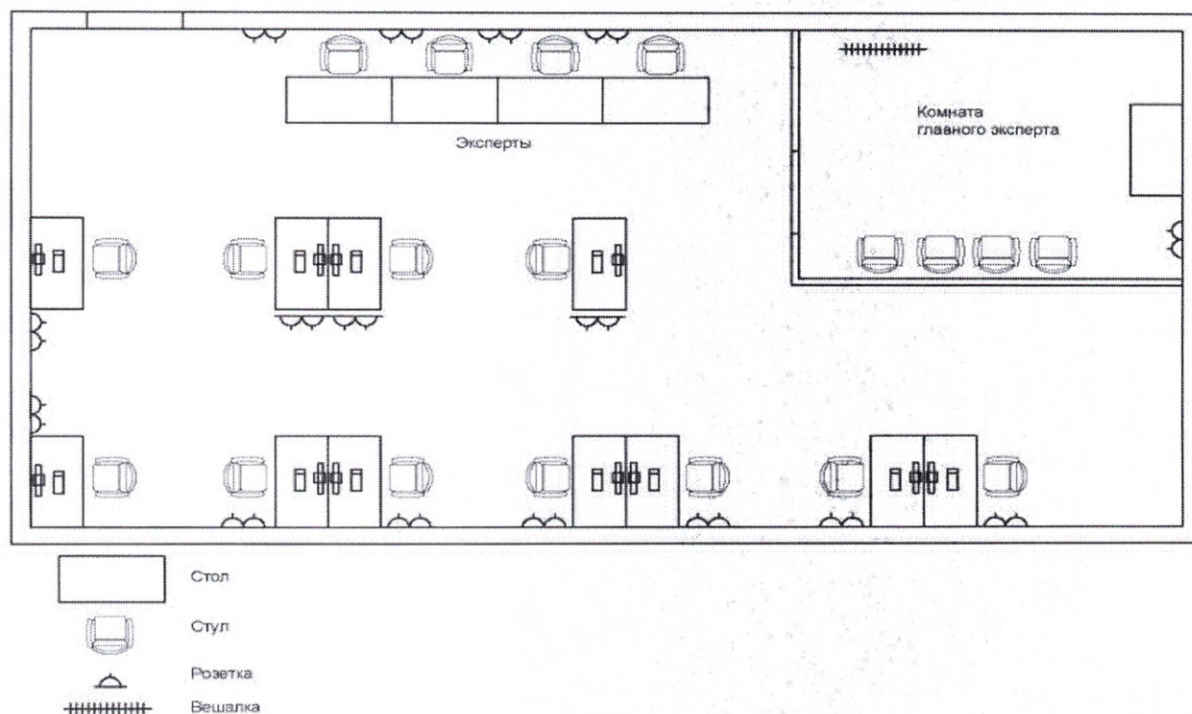 Эксперты
Комната
главного эксперта
Стол
Стул
Розетка
Вешалка